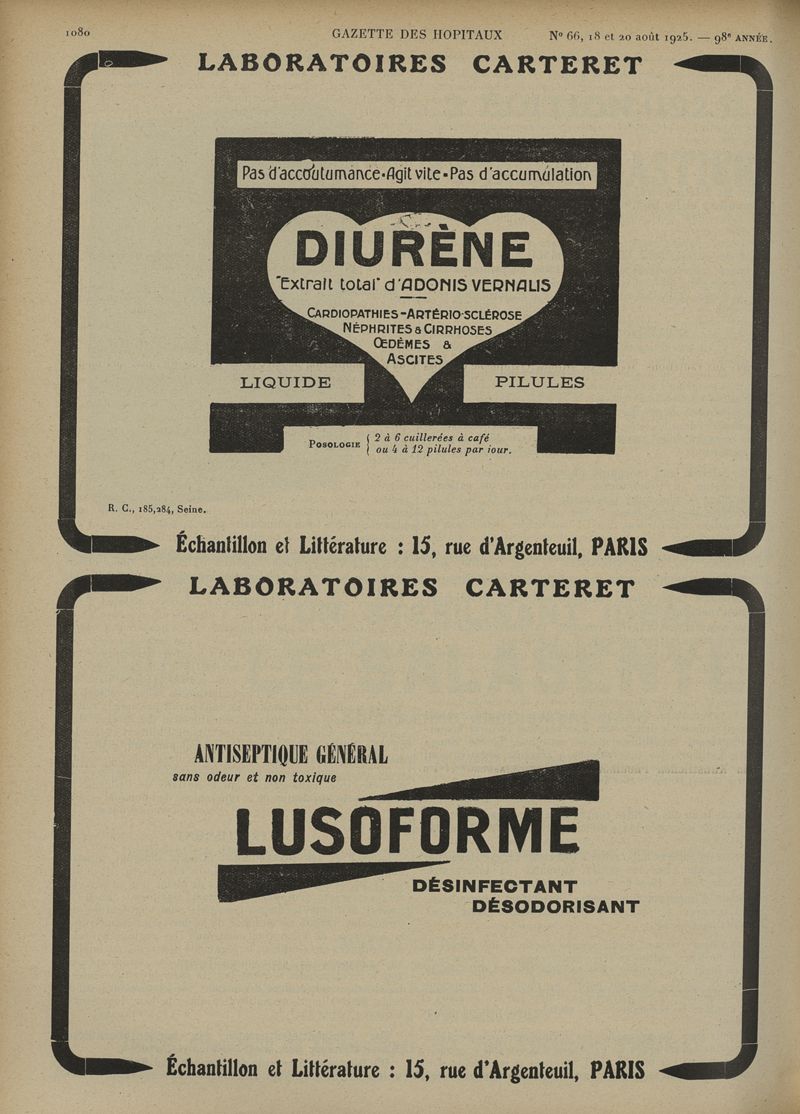 1080 GAZETTE DES HOPITAUX Nº 66, 18 et 20 août 1925. — 98e ANNÉE.
LABORATOIRES CARTERET
Pas d'accoutumance-Agit vite-Pas d'accumulation
DIURÈNE
"Extrait total" d'ADONIS VERNALIS
CARDIOPATHIES-ARTÉRIO-SCLÉROSE
NÉPHRITES & CIRRHOSES
ŒDÈMES &
ASCITES
LIQUIDE PILULES
POSOLOGIE { 2 à 6 cuillerées à café
ou 4 à 12 pilules par jour.
R. C., 185,284, Seine.
Échantillon et Littérature : 15, rue d'Argenteuil, PARIS
LABORATOIRES CARTERET
ANTISEPTIQUE GÉNÉRAL
sans odeur et non toxique
LUSOFORME
DÉSINFECTANT
DÉSODORISANT
Échantillon et Littérature : 15, rue d'Argenteuil, PARIS